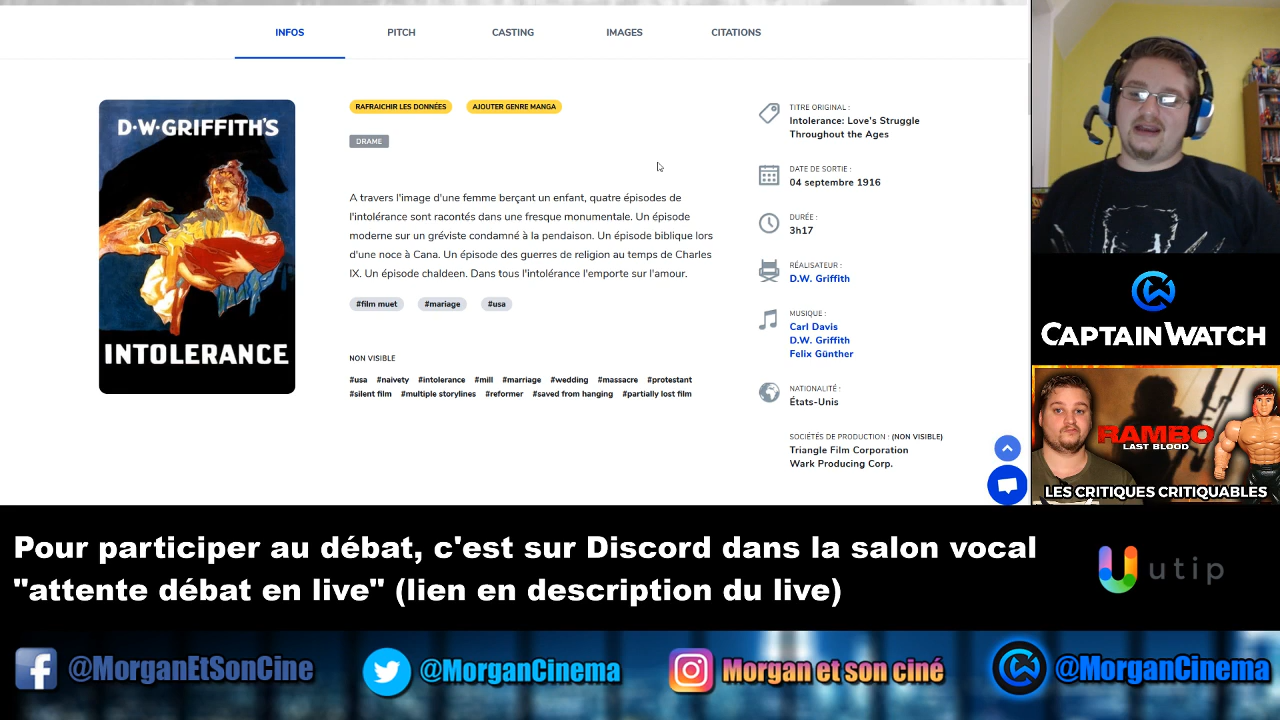 INFOS
PITCH
CASTING
IMAGES
CITATIONS
D·W·GRIFFITH'S
INTOLERANCE
RAFRAICHIR LES DONNÉES
AJOUTER GENRE MANGA
DRAME
A travers l'image d'une femme berçant un enfant, quatre épisodes de
l'intolérance sont racontés dans une fresque monumentale. Un épisode
moderne sur un gréviste condamné à la pendaison. Un épisode biblique lors
d'une noce à Cana. Un épisode des guerres de religion au temps de Charles
IX. Un épisode chaldeen. Dans tous l'intolérance l'emporte sur l'amour.
#film muet
#mariage
#usa
NON VISIBLE
#usa #naivety #intolerance #mill #marriage #wedding #massacre #protestant
#silent film #multiple storylines #reformer #saved from hanging #partially lost film
TITRE ORIGINAL :
Intolerance: Love's Struggle
Throughout the Ages
DATE DE SORTIE :
04 septembre 1916
DURÉE :
3h17
RÉALISATEUR :
D.W. Griffith
MUSIQUE :
Carl Davis
D.W. Griffith
Felix Günther
NATIONALITÉ :
États-Unis
SOCIÉTÉS DE PRODUCTION : (NON VISIBLE)
Triangle Film Corporation
Wark Producing Corp.
CAPTAINWATCH
RAMBO
LAST BLOOD
LES CRITIQUES CRITIQUABLES
Pour participer au débat, c'est sur Discord dans la salon vocal
"attente débat en live" (lien en description du live)
utip
@MorganEtSonCine
@MorganCinema
Morgan et son ciné
@MorganCinema